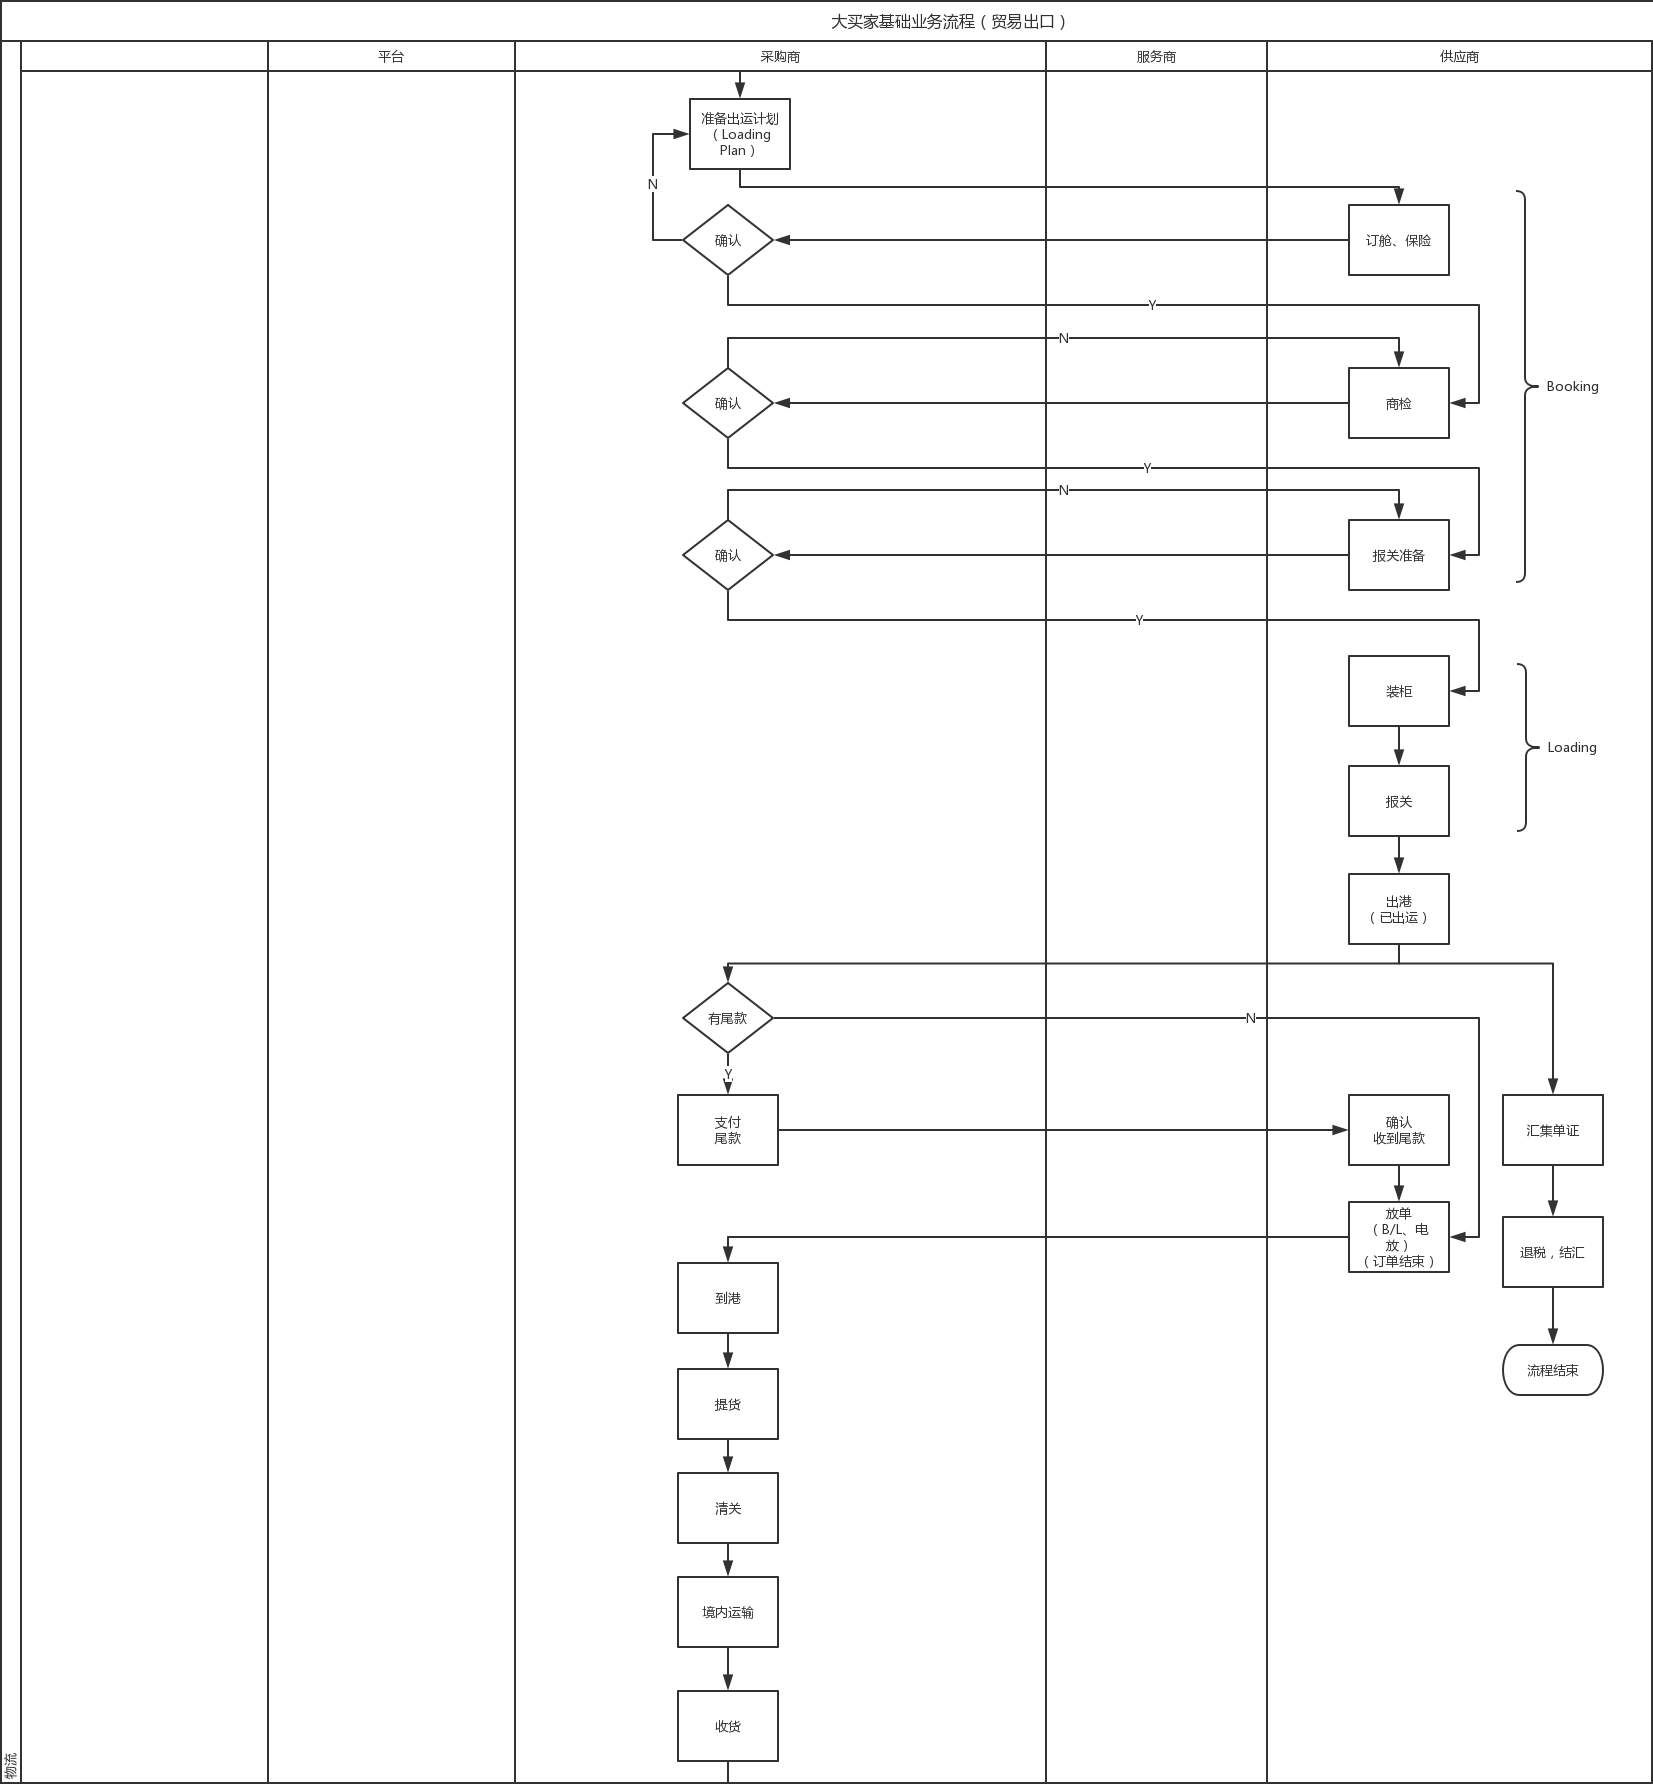 大买家基础业务流程（贸易出口）
平台
采购商
服务商
供应商
准备出运计划
（Loading
Plan）
N
确认
订舱、保险
Y
N
确认
商检
Booking
Y
N
确认
报关准备
Y
装柜
Loading
报关
出港
（已出运）
有尾款
N
Y
支付
尾款
确认
收到尾款
汇集单证
放单
（B/L、电
放）
（订单结束）
退税，结汇
到港
流程结束
提货
清关
境内运输
收货
物流